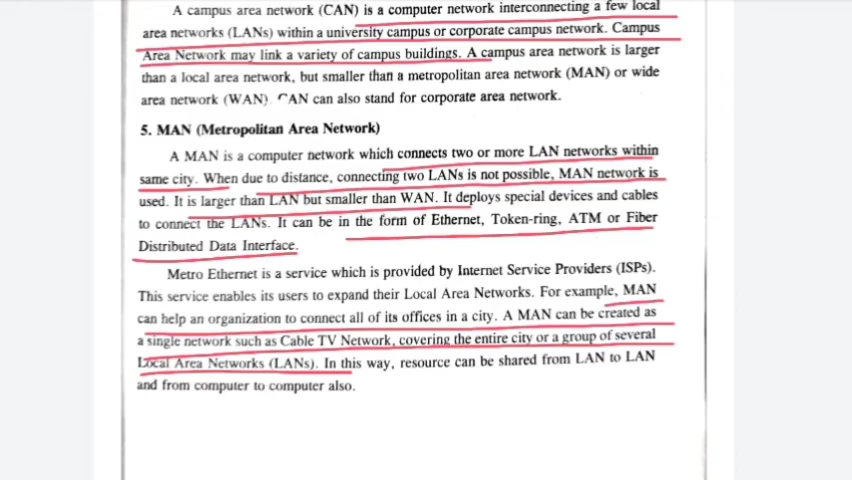 A campus area network (CAN) is a computer network interconnecting a few local
area networks (LANs) within a university campus or corporate campus network. Campus
Area Network may link a variety of campus buildings. A campus area network is larger
than a local area network, but smaller than a metropolitan area network (MAN) or wide
area network (WAN). CAN can also stand for corporate area network.
5. MAN (Metropolitan Area Network)
A MAN is a computer network which connects two or more LAN networks within
same city. When due to distance, connecting two LANs is not possible, MAN network is
used. It is larger than LAN but smaller than WAN. It deploys special devices and cables
to connect the LANs. It can be in the form of Ethernet, Token-ring, ATM or Fiber
Distributed Data Interface.
Metro Ethernet is a service which is provided by Internet Service Providers (ISPs).
This service enables its users to expand their Local Area Networks. For example, MAN
can help an organization to connect all of its offices in a city. A MAN can be created as
a single network such as Cable TV Network, covering the entire city or a group of several
Local Area Networks (LANs). In this way, resource can be shared from LAN to LAN
and from computer to computer also.